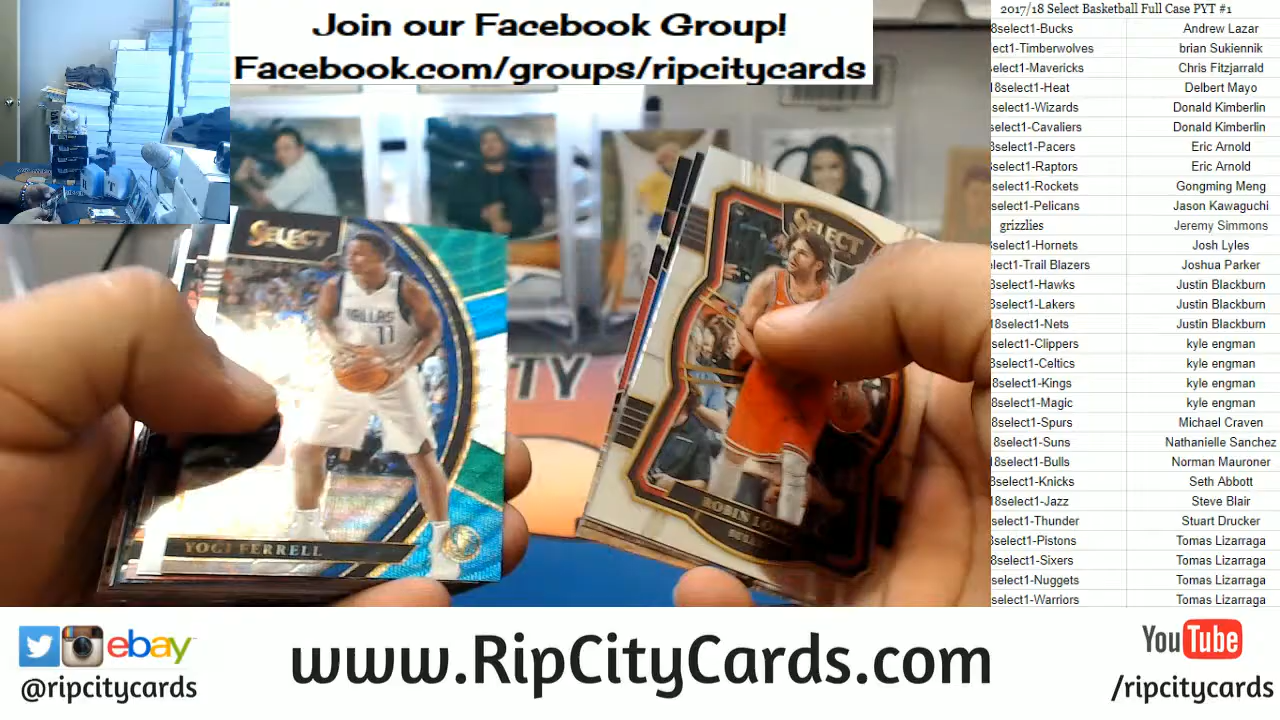 Join our Facebook Group!
Facebook.com/groups/ripcitycards
2017/18 Select Basketball Full Case PYT #1
8select1-Bucks Andrew Lazar
ect1-Timberwolves brian Sukiennik
select1-Mavericks Chris Fitzjarrald
18select1-Heat Delbert Mayo
select1-Wizards Donald Kimberlin
select1-Cavaliers Donald Kimberlin
8select1-Pacers Eric Arnold
select1-Raptors Eric Arnold
select1-Rockets Gongming Meng
select1-Pelicans Jason Kawaguchi
grizzlies Jeremy Simmons
select1-Hornets Josh Lyles
ect1-Trail Blazers Joshua Parker
8select1-Hawks Justin Blackburn
8select1-Lakers Justin Blackburn
18select1-Nets Justin Blackburn
select1-Clippers kyle engman
select1-Celtics kyle engman
8select1-Kings kyle engman
8select1-Magic kyle engman
8select1-Spurs Michael Craven
8select1-Suns Nathanielle Sanchez
18select1-Bulls Norman Mauroner
select1-Knicks Seth Abbott
18select1-Jazz Steve Blair
select1-Thunder Stuart Drucker
select1-Pistons Tomas Lizarraga
8select1-Sixers Tomas Lizarraga
select1-Nuggets Tomas Lizarraga
select1-Warriors Tomas Lizarraga
SELECT
DALLAS
11
YOGI FERRELL
SELECT
ROBIN
TY
ebay
@ripcitycards
www.RipCityCards.com
YouTube
/ripcitycards